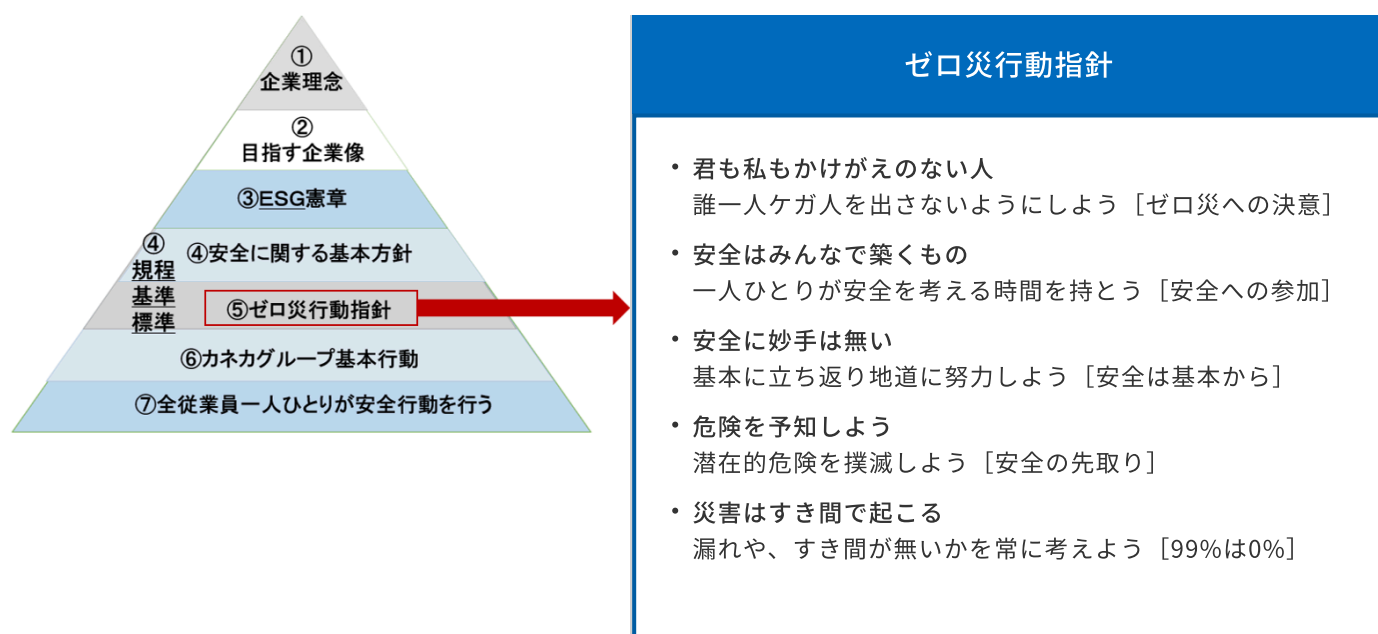 ①
企業理念
②
目指す企業像
③ESG憲章
④
規程
基準
標準
④安全に関する基本方針
⑤ゼロ災行動指針
⑥カネカグループ基本行動
⑦全従業員一人ひとりが安全行動を行う
ゼロ災行動指針
・君も私もかけがえのない人
誰一人ケガ人を出さないようにしよう［ゼロ災への決意］
・安全はみんなで築くもの
一人ひとりが安全を考える時間を持とう［安全への参加］
・安全に妙手は無い
基本に立ち返り地道に努力しよう［安全は基本から］
・危険を予知しよう
潜在的危険を撲滅しよう［安全の先取り］
・災害はすき間で起こる
漏れや、すき間が無いかを常に考えよう［99%は0%］